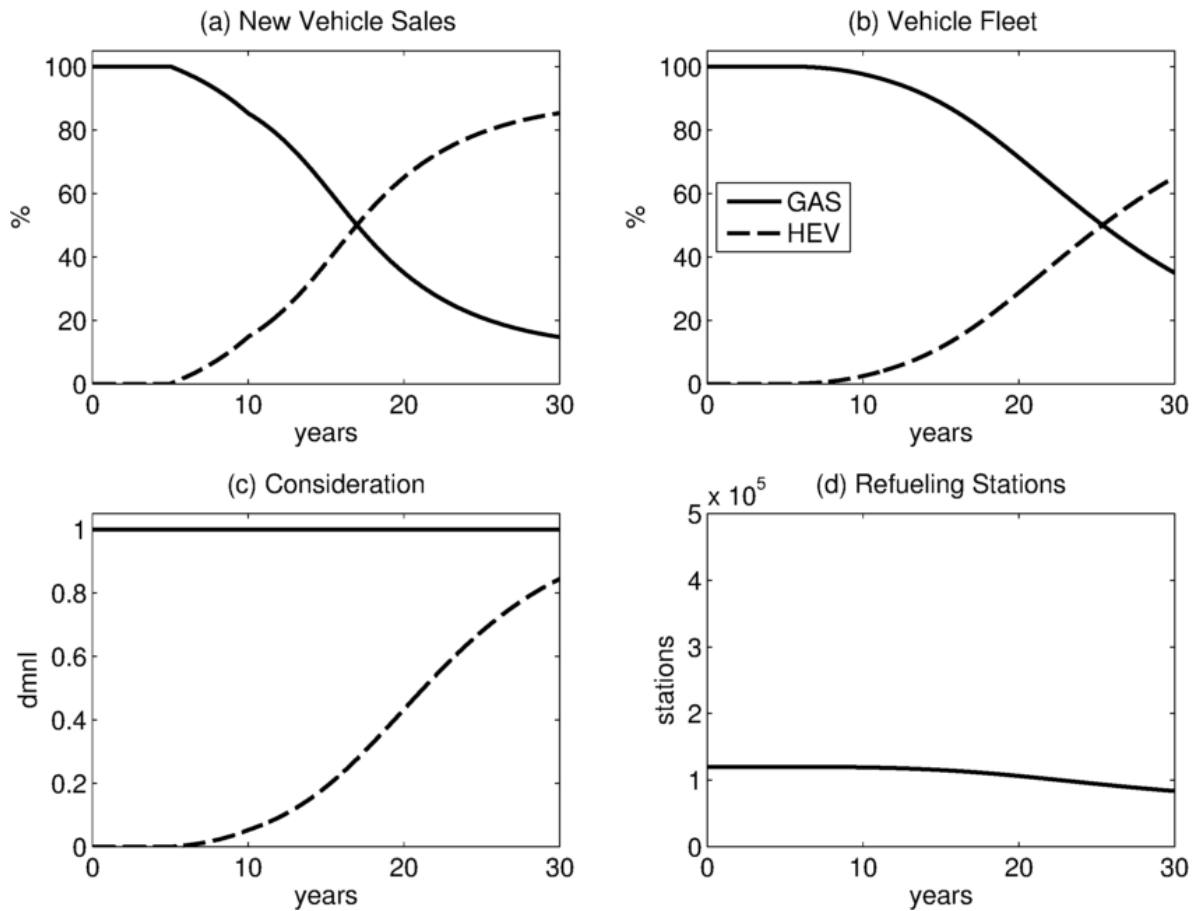 (a) New Vehicle Sales
100
80
60
40
20
0
%
0 10 20 30
years
(b) Vehicle Fleet
100
80
60
40
20
0
%
GAS
HEV
0 10 20 30
years
(c) Consideration
1
0.8
0.6
0.4
0.2
0
dmnl
0 10 20 30
years
(d) Refueling Stations
x 10⁵
5
4
3
2
1
0
stations
0 10 20 30
years